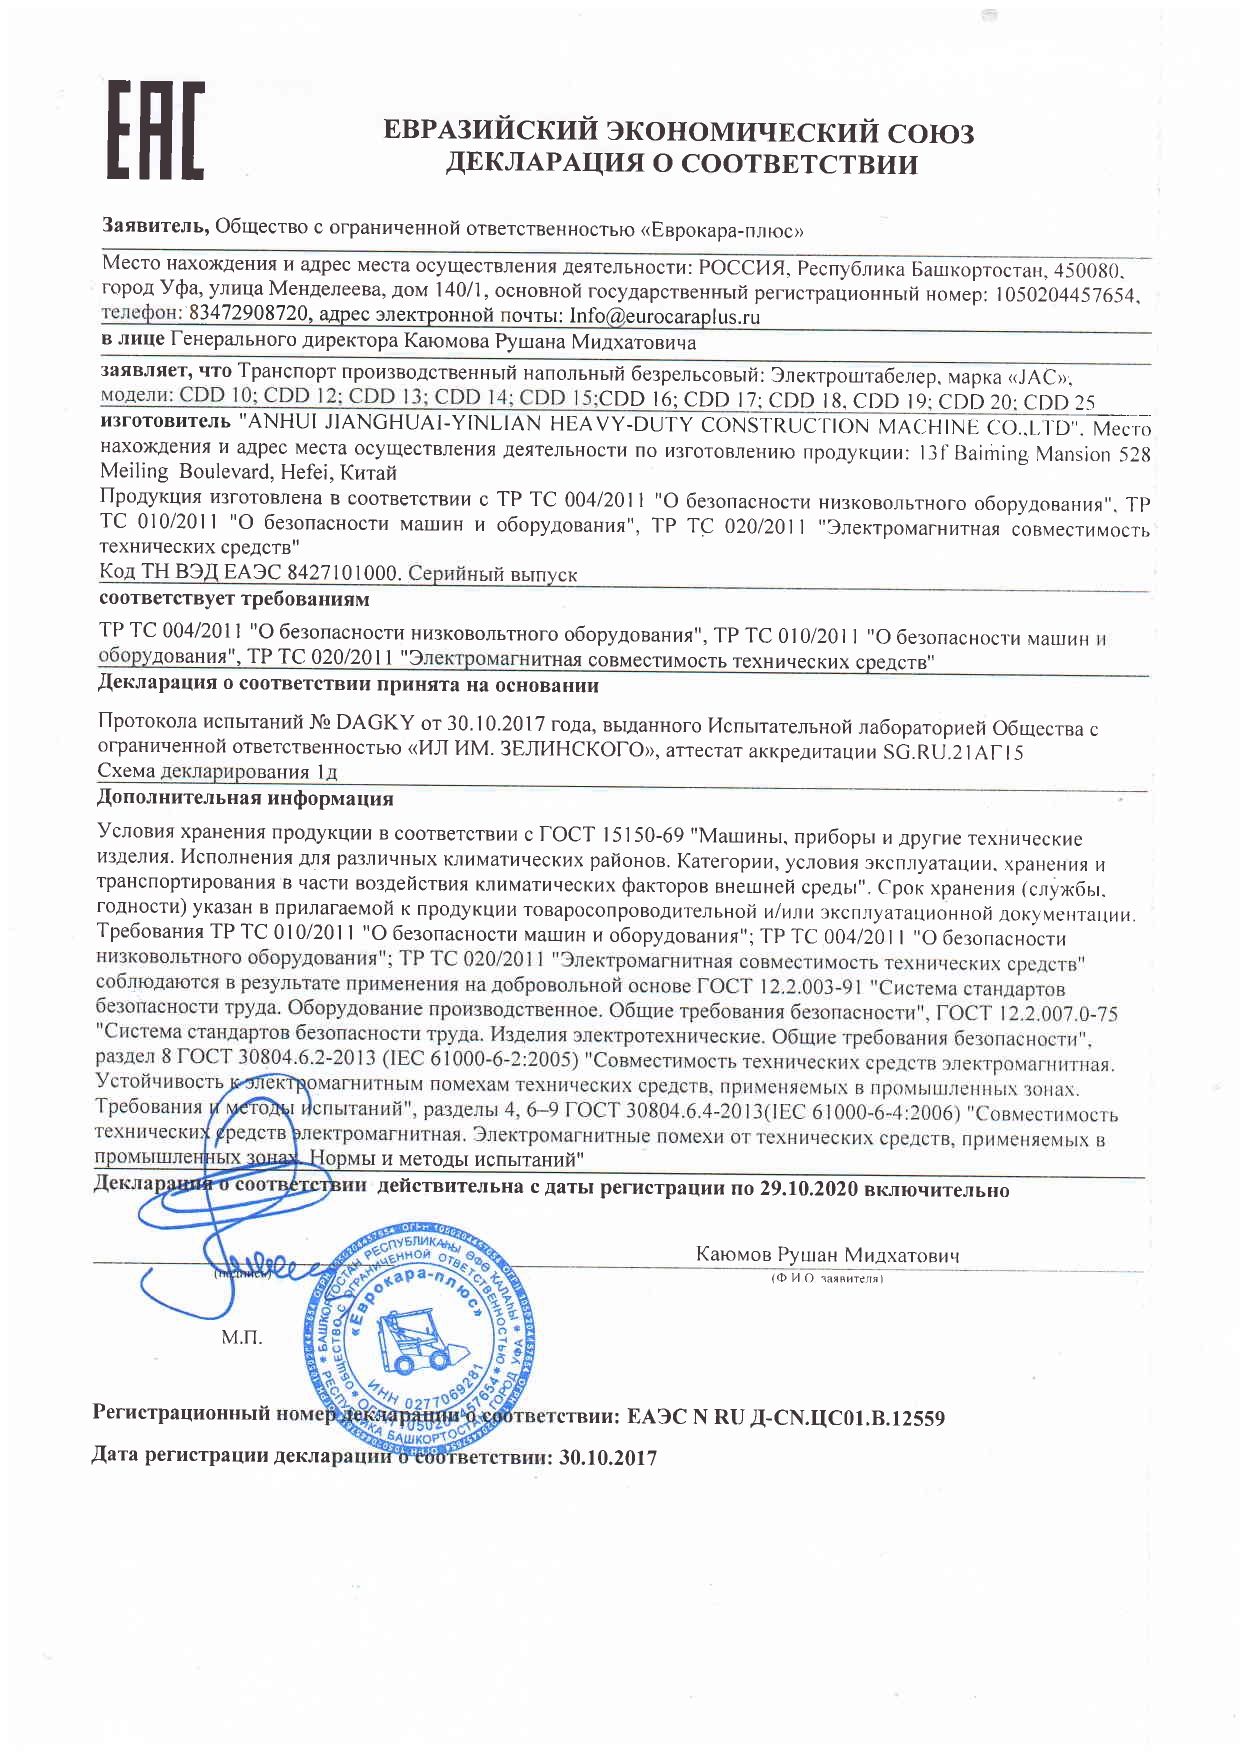 ЕАС
ЕВРАЗИЙСКИЙ ЭКОНОМИЧЕСКИЙ СОЮЗ
ДЕКЛАРАЦИЯ О СООТВЕТСТВИИ
Заявитель, Общество с ограниченной ответственностью «Еврокара-плюс»
Место нахождения и адрес места осуществления деятельности: РОССИЯ, Республика Башкортостан, 450080,
город Уфа, улица Менделеева, дом 140/1, основной государственный регистрационный номер: 1050204457654,
телефон: 83472908720, адрес электронной почты: Info@eurocaraplus.ru
в лице Генерального директора Каюмова Рушана Мидхатовича
заявляет, что Транспорт производственный напольный безрельсовый: Электроштабелер, марка «JAC»,
модели: CDD 10; CDD 12; CDD 13; CDD 14; CDD 15;CDD 16; CDD 17; CDD 18, CDD 19; CDD 20; CDD 25
изготовитель "ANHUI JIANGHUAI-YINLIAN HEAVY-DUTY CONSTRUCTION MACHINE CO.,LTD". Место
нахождения и адрес места осуществления деятельности по изготовлению продукции: 13f Baiming Mansion 528
Meiling Boulevard, Hefei, Китай
Продукция изготовлена в соответствии с ТР ТС 004/2011 "О безопасности низковольтного оборудования", ТР
ТС 010/2011 "О безопасности машин и оборудования", ТР ТС 020/2011 "Электромагнитная совместимость
технических средств"
Код ТН ВЭД ЕАЭС 8427101000. Серийный выпуск
соответствует требованиям
ТР ТС 004/2011 "О безопасности низковольтного оборудования", ТР ТС 010/2011 "О безопасности машин и
оборудования", ТР ТС 020/2011 "Электромагнитная совместимость технических средств"
Декларация о соответствии принята на основании
Протокола испытаний № DAGKY от 30.10.2017 года, выданного Испытательной лабораторией Общества с
ограниченной ответственностью «ИЛ ИМ. ЗЕЛИНСКОГО», аттестат аккредитации SG.RU.21АГ15
Схема декларирования 1д
Дополнительная информация
Условия хранения продукции в соответствии с ГОСТ 15150-69 "Машины, приборы и другие технические
изделия. Исполнения для различных климатических районов. Категории, условия эксплуатации, хранения и
транспортирования в части воздействия климатических факторов внешней среды". Срок хранения (службы,
годности) указан в прилагаемой к продукции товаросопроводительной и/или эксплуатационной документации.
Требования ТР ТС 010/2011 "О безопасности машин и оборудования"; ТР ТС 004/2011 "О безопасности
низковольтного оборудования"; ТР ТС 020/2011 "Электромагнитная совместимость технических средств"
соблюдаются в результате применения на добровольной основе ГОСТ 12.2.003-91 "Система стандартов
безопасности труда. Оборудование производственное. Общие требования безопасности", ГОСТ 12.2.007.0-75
"Система стандартов безопасности труда. Изделия электротехнические. Общие требования безопасности",
раздел 8 ГОСТ 30804.6.2-2013 (IEC 61000-6-2:2005) "Совместимость технических средств электромагнитная.
Устойчивость к электромагнитным помехам технических средств, применяемых в промышленных зонах.
Требования и методы испытаний", разделы 4, 6–9 ГОСТ 30804.6.4-2013(IEC 61000-6-4:2006) "Совместимость
технических средств электромагнитная. Электромагнитные помехи от технических средств, применяемых в
промышленных зонах. Нормы и методы испытаний"
Декларация о соответствии действительна с даты регистрации по 29.10.2020 включительно
Каюмов Рушан Мидхатович
(подпись)
(Ф И О заявителя)
М.П.
«Еврокара-плюс»
ИНН 0277069281
ОГРН 1050204457654
РЕСПУБЛИКА БАШКОРТОСТАН ГОРОД УФА
Регистрационный номер декларации о соответствии: ЕАЭС N RU Д-CN.ЦС01.В.12559
Дата регистрации декларации о соответствии: 30.10.2017